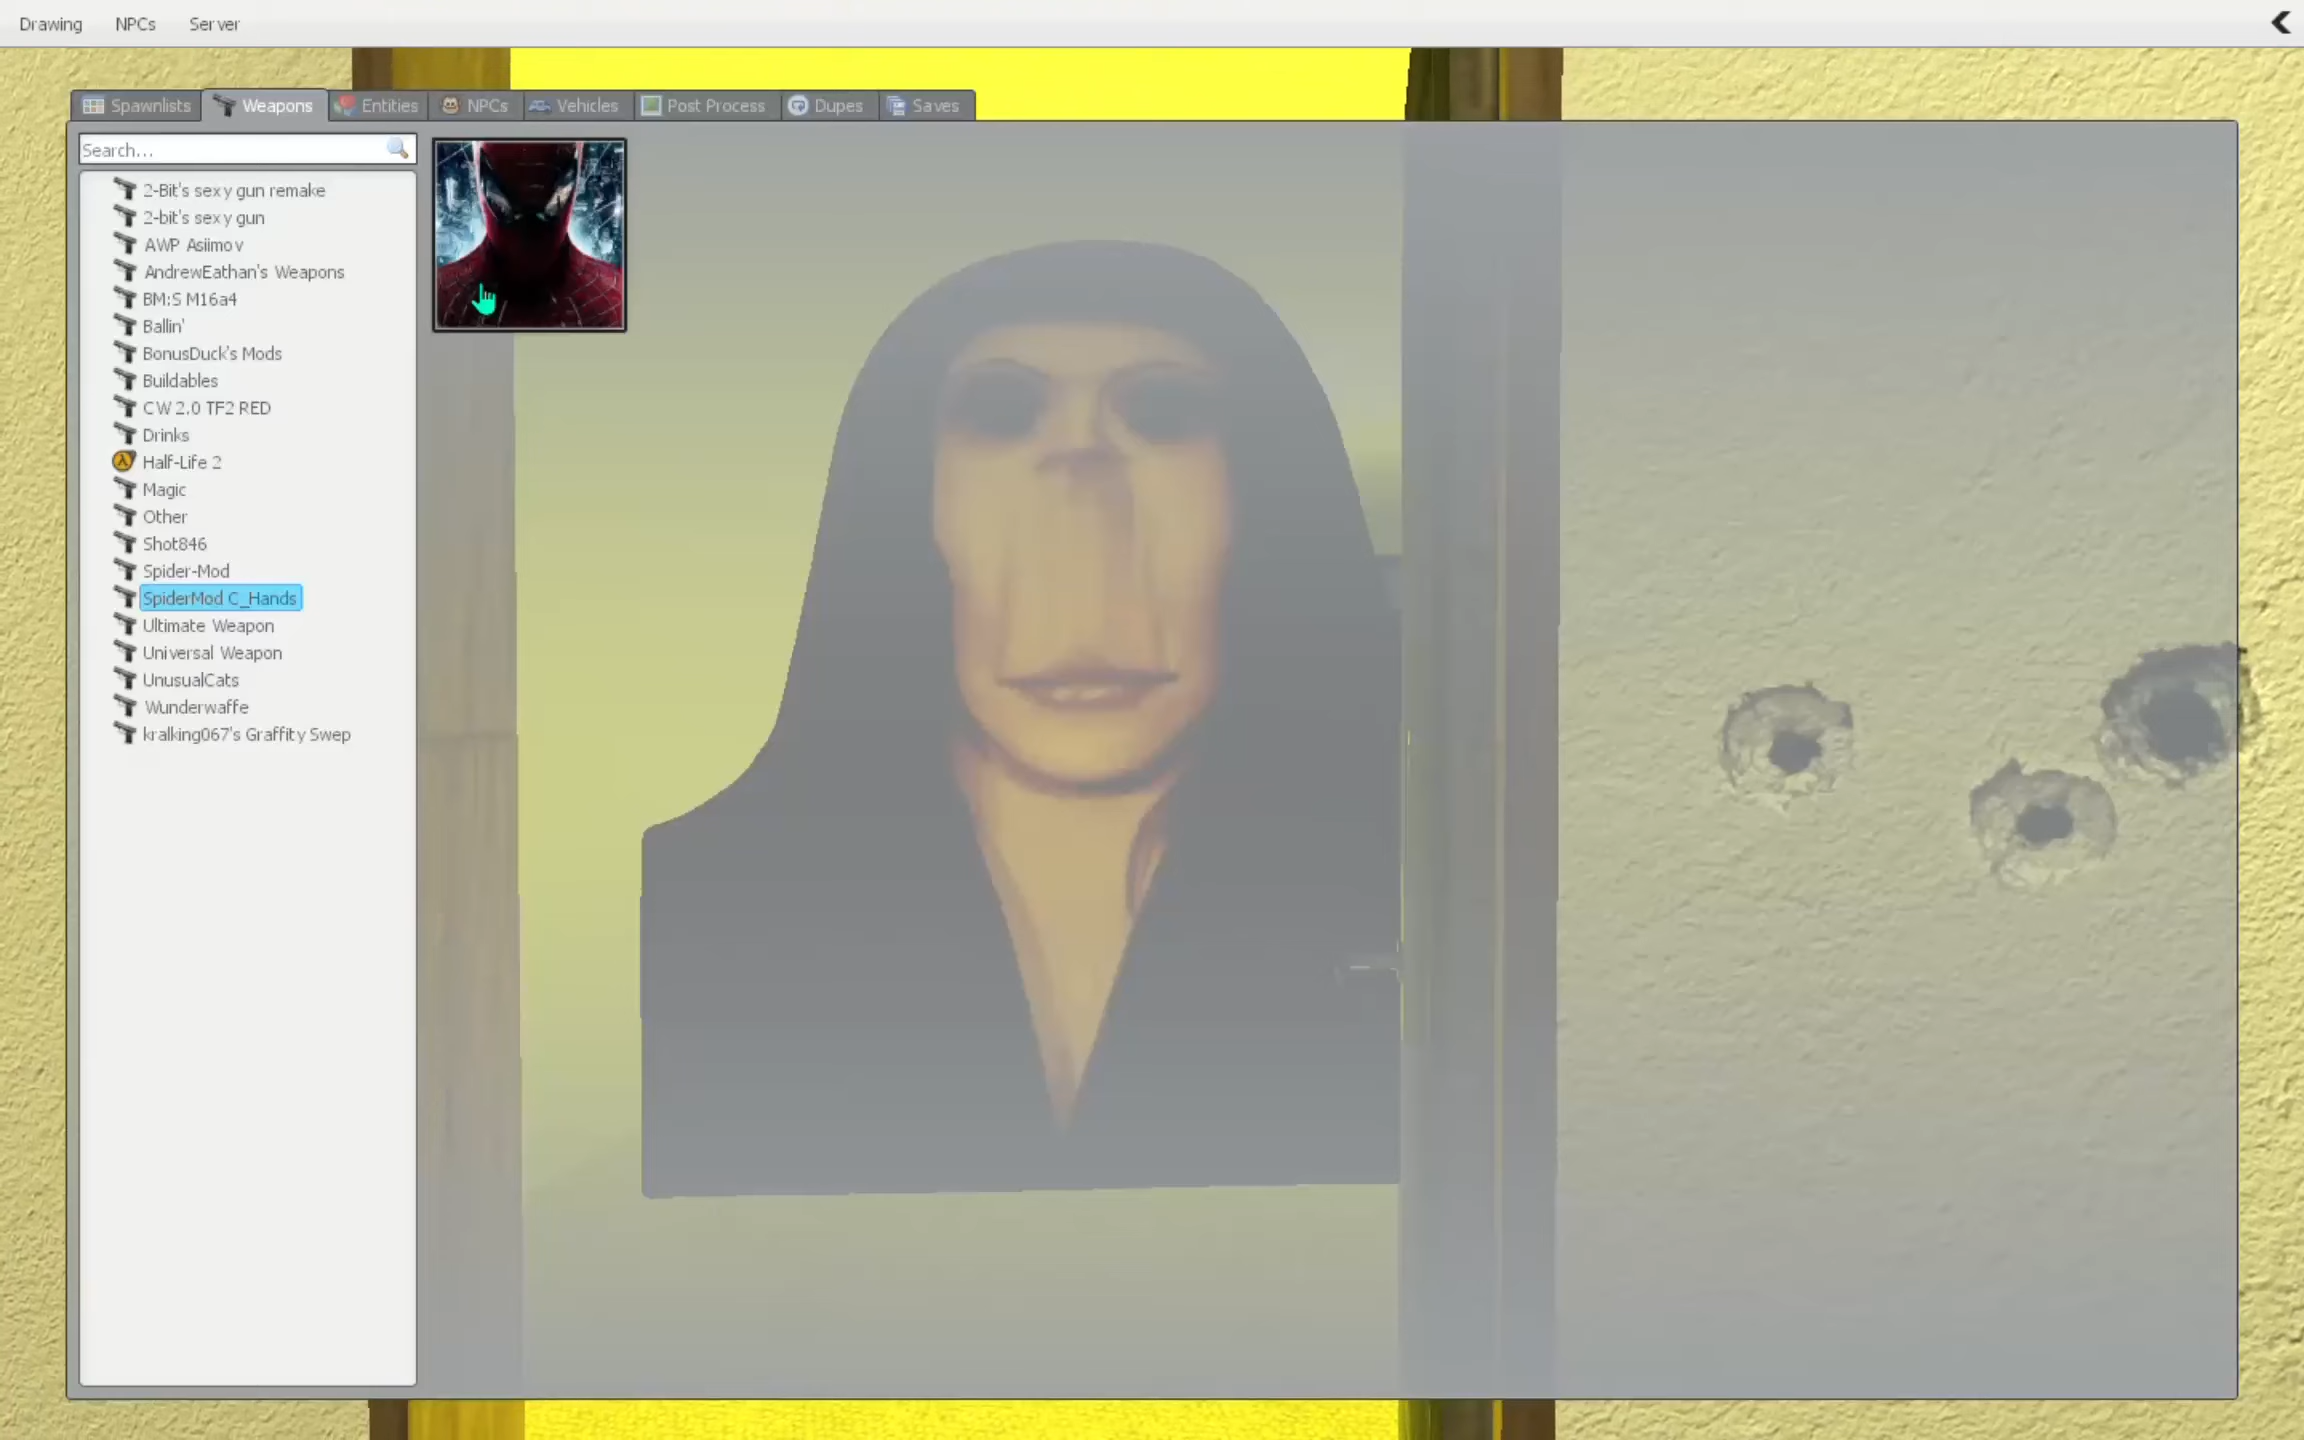 Drawing NPCs Server
Spawnlists Weapons Entities NPCs Vehicles Post Process Dupes Saves
Search...
2-Bit's sexy gun remake
2-bit's sexy gun
AWP Asiimov
AndrewEathan's Weapons
BM:S M16a4
Ballin'
BonusDuck's Mods
Buildables
CW 2.0 TF2 RED
Drinks
Half-Life 2
Magic
Other
Shot846
Spider-Mod
SpiderMod C_Hands
Ultimate Weapon
Universal Weapon
UnusualCats
Wunderwaffe
kralking067's Graffity Swep